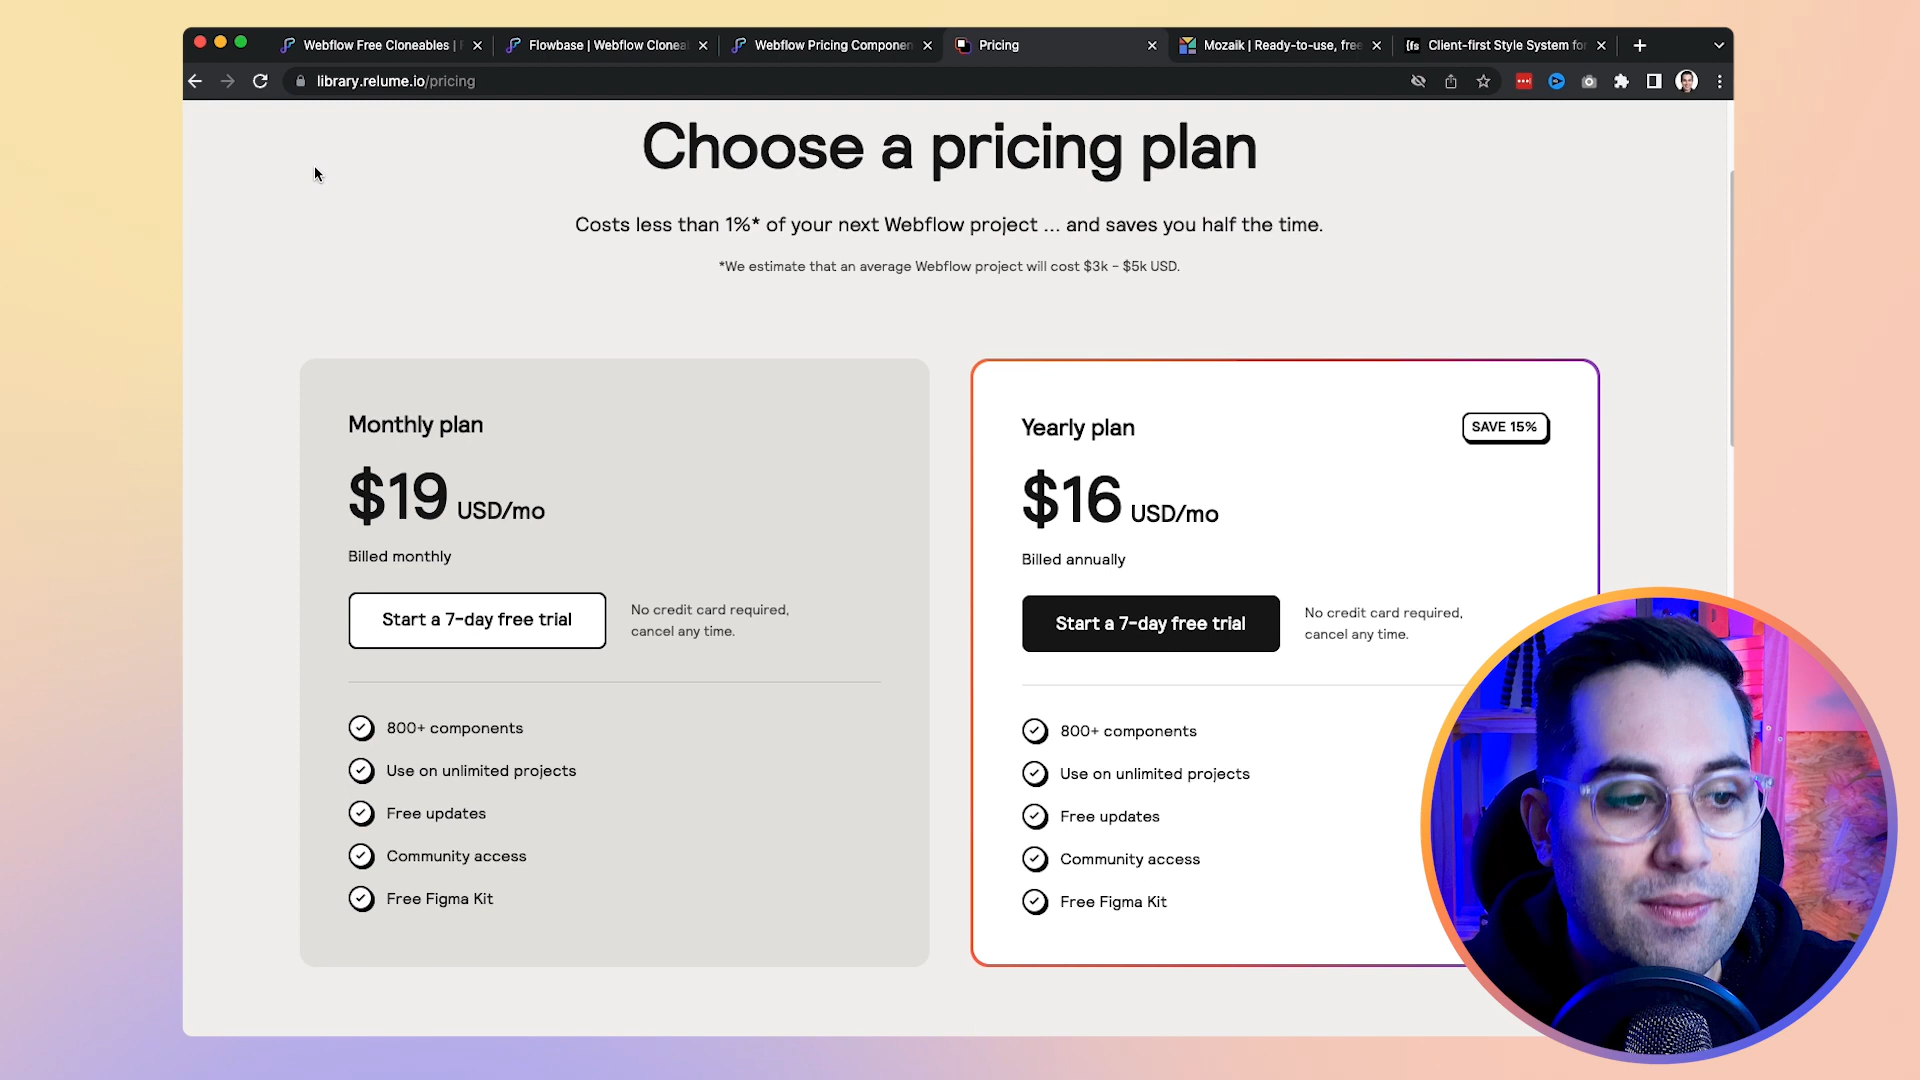 Webflow Free Cloneables |
Flowbase | Webflow Clonea
Webflow Pricing Componen
Pricing
Mozaik | Ready-to-use, free
Client-first Style System for
library.relume.io/pricing
Choose a pricing plan
Costs less than 1%* of your next Webflow project ... and saves you half the time.
*We estimate that an average Webflow project will cost $3k - $5k USD.
Monthly plan
$19 USD/mo
Billed monthly
Start a 7-day free trial
No credit card required,
cancel any time.
800+ components
Use on unlimited projects
Free updates
Community access
Free Figma Kit
Yearly plan
SAVE 15%
$16 USD/mo
Billed annually
Start a 7-day free trial
No credit card required,
cancel any time.
800+ components
Use on unlimited projects
Free updates
Community access
Free Figma Kit